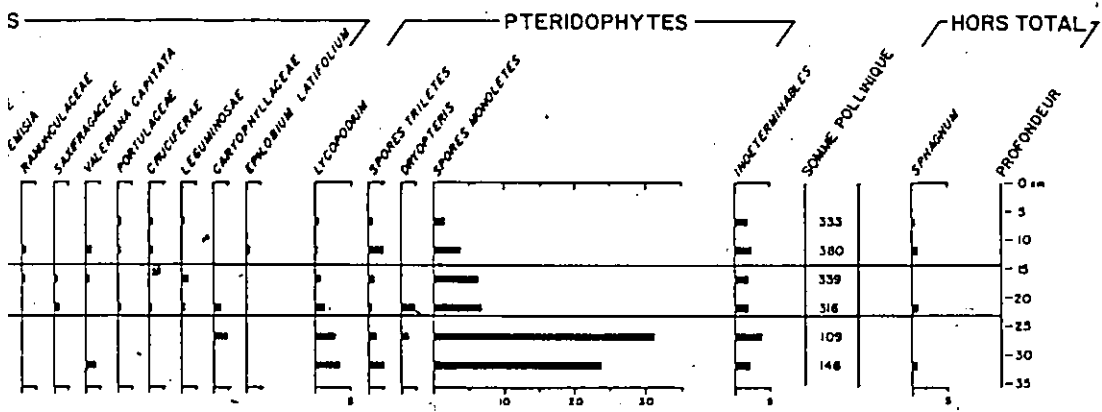 S
PTERIDOPHYTES
HORS TOTAL
EMISIA
RANUNCULACEAE
SAXIFRAGACEAE
VALERIANA CAPITATA
PORTULACEAE
CRUCIFERAE
LEGUMINOSAE
CARYOPHYLLACEAE
EPILOBIUM LATIFOLIUM
LYCOPODIUM
SPORES TRILETES
DRYOPTERIS
SPORES MONOLETES
INDETERMINABLES
SOMME POLLINIQUE
SPHAGNUM
PROFONDEUR
0 cm
5
333
10
380
15
339
20
316
25
109
30
146
35
5
10
20
30
5
5